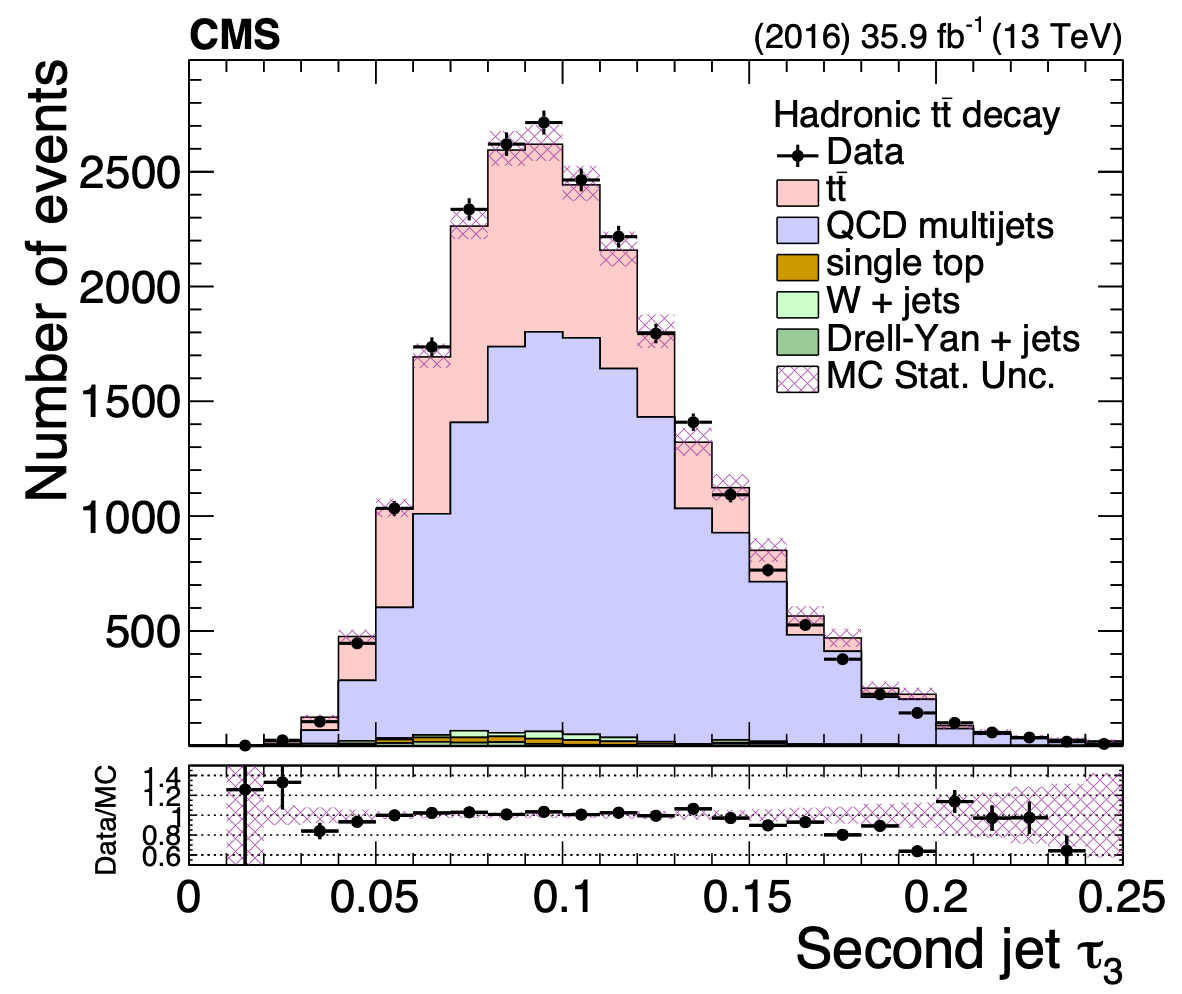 CMS (2016) 35.9 fb⁻¹ (13 TeV)
Number of events
2500
2000
1500
1000
500
Hadronic tt̄ decay
Data
tt̄
QCD multijets
single top
W + jets
Drell-Yan + jets
MC Stat. Unc.
Data/MC
1.4
1.2
1
0.8
0.6
0 0.05 0.1 0.15 0.2 0.25
Second jet τ₃